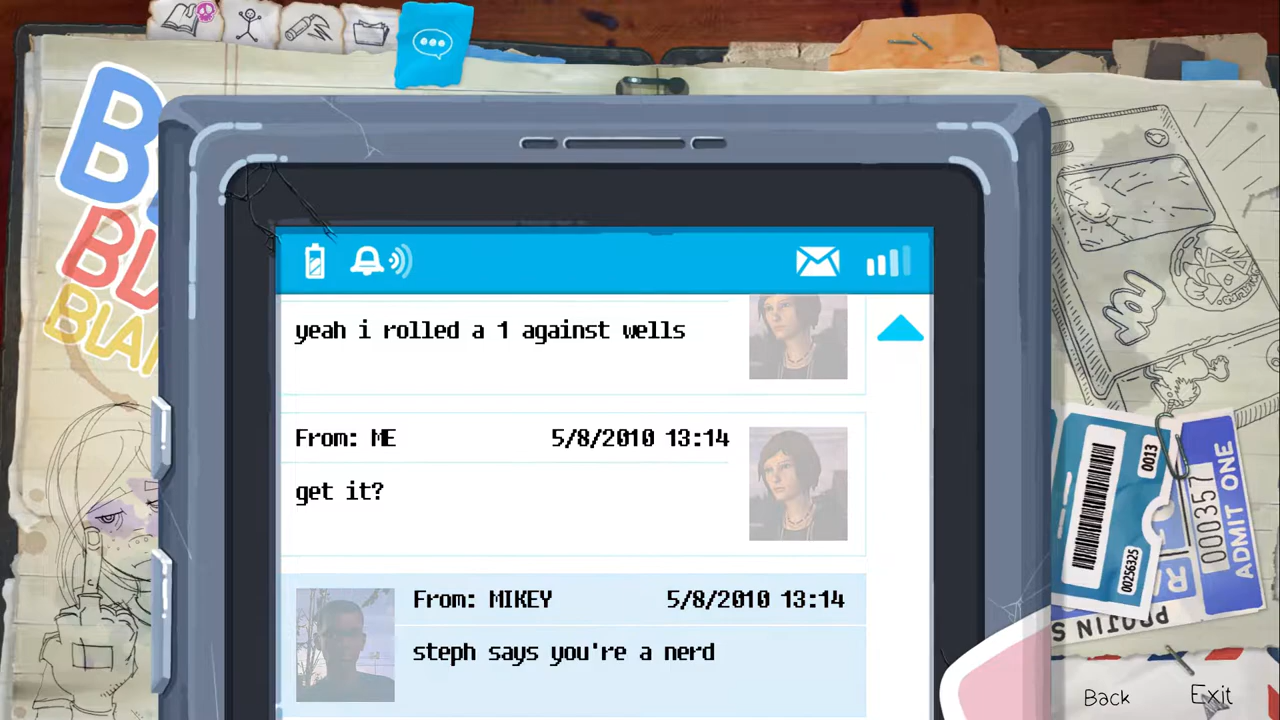 yeah i rolled a 1 against wells
From: ME 5/8/2010 13:14
get it?
From: MIKEY 5/8/2010 13:14
steph says you're a nerd
0013
00256325
000357
ADMIT ONE
Back
Exit